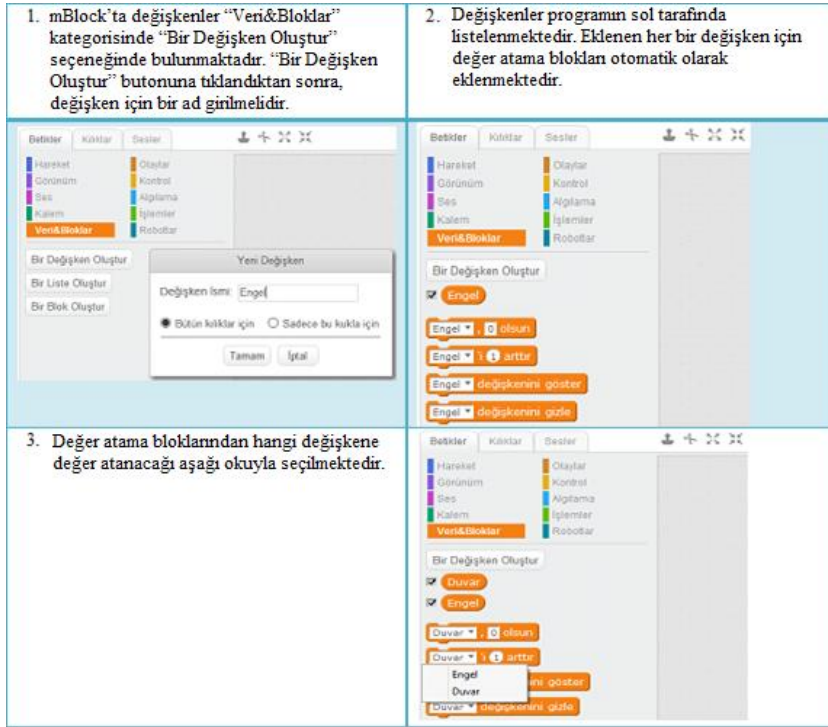 1. mBlock’ta değişkenler “Veri&Bloklar”
kategorisinde “Bir Değişken Oluştur”
seçeneğinde bulunmaktadır. “Bir Değişken
Oluştur” butonuna tıklandıktan sonra,
değişken için bir ad girilmelidir.
2. Değişkenler programın sol tarafında
listelenmektedir. Eklenen her bir değişken için
değer atama blokları otomatik olarak
eklenmektedir.
Betikler Kılıklar Sesler
Hareket Olaylar
Görünüm Kontrol
Ses Algılama
Kalem İşlemler
Veri&Bloklar Robotlar
Bir Değişken Oluştur
Bir Liste Oluştur
Bir Blok Oluştur
Yeni Değişken
Değişken İsmi: Engel
Bütün kılıklar için Sadece bu kukla için
Tamam İptal
Betikler Kılıklar Sesler
Hareket Olaylar
Görünüm Kontrol
Ses Algılama
Kalem İşlemler
Veri&Bloklar Robotlar
Bir Değişken Oluştur
Engel
Engel , 0 olsun
Engel 'i 1 arttır
Engel değişkenini göster
Engel değişkenini gizle
3. Değer atama bloklarından hangi değişkene
değer atanacağı aşağı okuyla seçilmektedir.
Betikler Kılıklar Sesler
Hareket Olaylar
Görünüm Kontrol
Ses Algılama
Kalem İşlemler
Veri&Bloklar Robotlar
Bir Değişken Oluştur
Duvar
Engel
Duvar , 0 olsun
Duvar 'i 1 arttır
Engel
ini göster
Duvar
Duvar değişkenini gizle